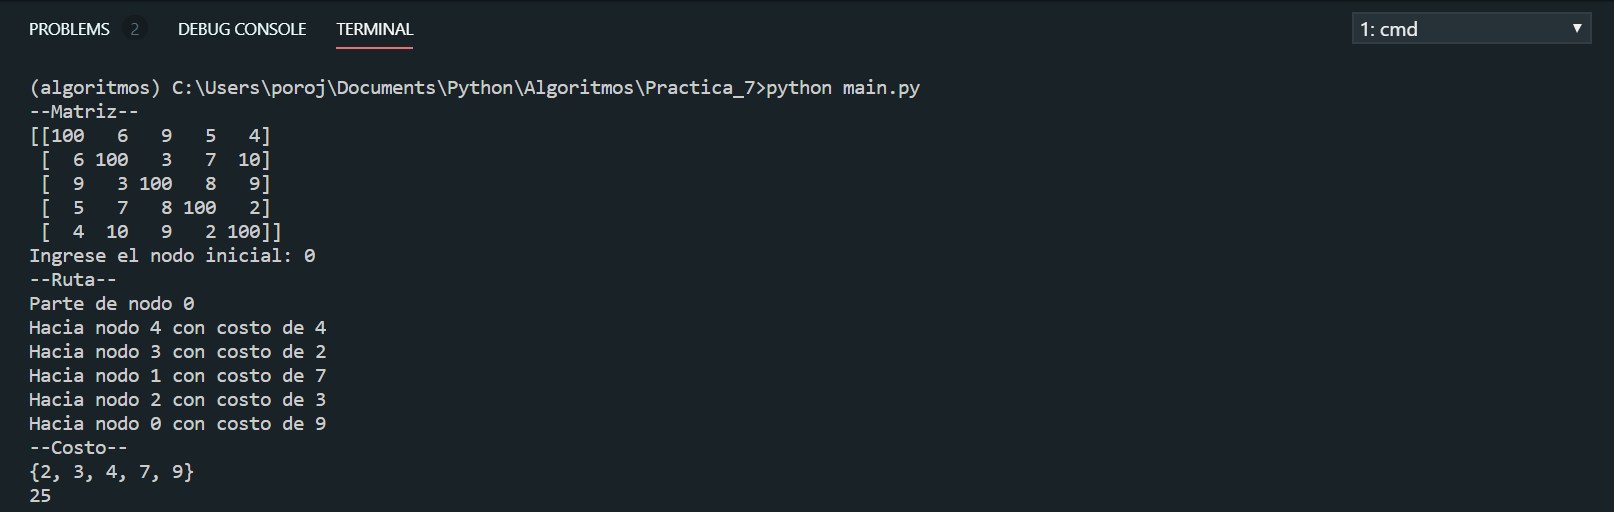 PROBLEMS 2 DEBUG CONSOLE TERMINAL 1: cmd
(algoritmos) C:\Users\poroj\Documents\Python\Algoritmos\Practica_7>python main.py
--Matriz--
[[100   6   9   5   4]
 [  6 100   3   7  10]
 [  9   3 100   8   9]
 [  5   7   8 100   2]
 [  4  10   9   2 100]]
Ingrese el nodo inicial: 0
--Ruta--
Parte de nodo 0
Hacia nodo 4 con costo de 4
Hacia nodo 3 con costo de 2
Hacia nodo 1 con costo de 7
Hacia nodo 2 con costo de 3
Hacia nodo 0 con costo de 9
--Costo--
{2, 3, 4, 7, 9}
25